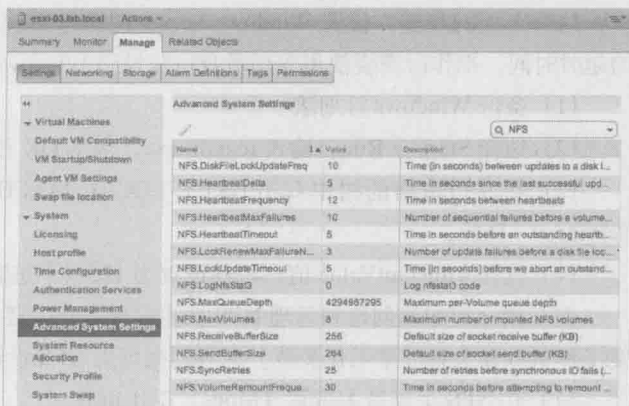 esxi-03.lab.local Actions
Summary Monitor Manage Related Objects
Settings Networking Storage Alarm Definitions Tags Permissions
Virtual Machines
Default VM Compatibility
VM Startup/Shutdown
Agent VM Settings
Swap file location
System
Licensing
Host profile
Time Configuration
Authentication Services
Power Management
Advanced System Settings
System Resource
Allocation
Security Profile
System Swap
Advanced System Settings
NFS
Name Value Description
NFS.DiskFileLockUpdateFreq 10 Time (in seconds) between updates to a disk l...
NFS.HeartbeatDelta 5 Time in seconds since the last successful upd...
NFS.HeartbeatFrequency 12 Time in seconds between heartbeats
NFS.HeartbeatMaxFailures 10 Number of sequential failures before a volume...
NFS.HeartbeatTimeout 5 Time in seconds before an outstanding heartb...
NFS.LockRenewMaxFailureN... 3 Number of update failures before a disk file loc...
NFS.LockUpdateTimeout 5 Time (in seconds) before we abort an outstand...
NFS.LogNfsStat3 0 Log nfsstat3 code
NFS.MaxQueueDepth 4294967295 Maximum per-Volume queue depth
NFS.MaxVolumes 8 Maximum number of mounted NFS volumes
NFS.ReceiveBufferSize 256 Default size of socket receive buffer (KB)
NFS.SendBufferSize 264 Default size of socket send buffer (KB)
NFS.SyncRetries 25 Number of retries before synchronous IO fails (...
NFS.VolumeRemountFreque... 30 Time in seconds before attempting to remount ...